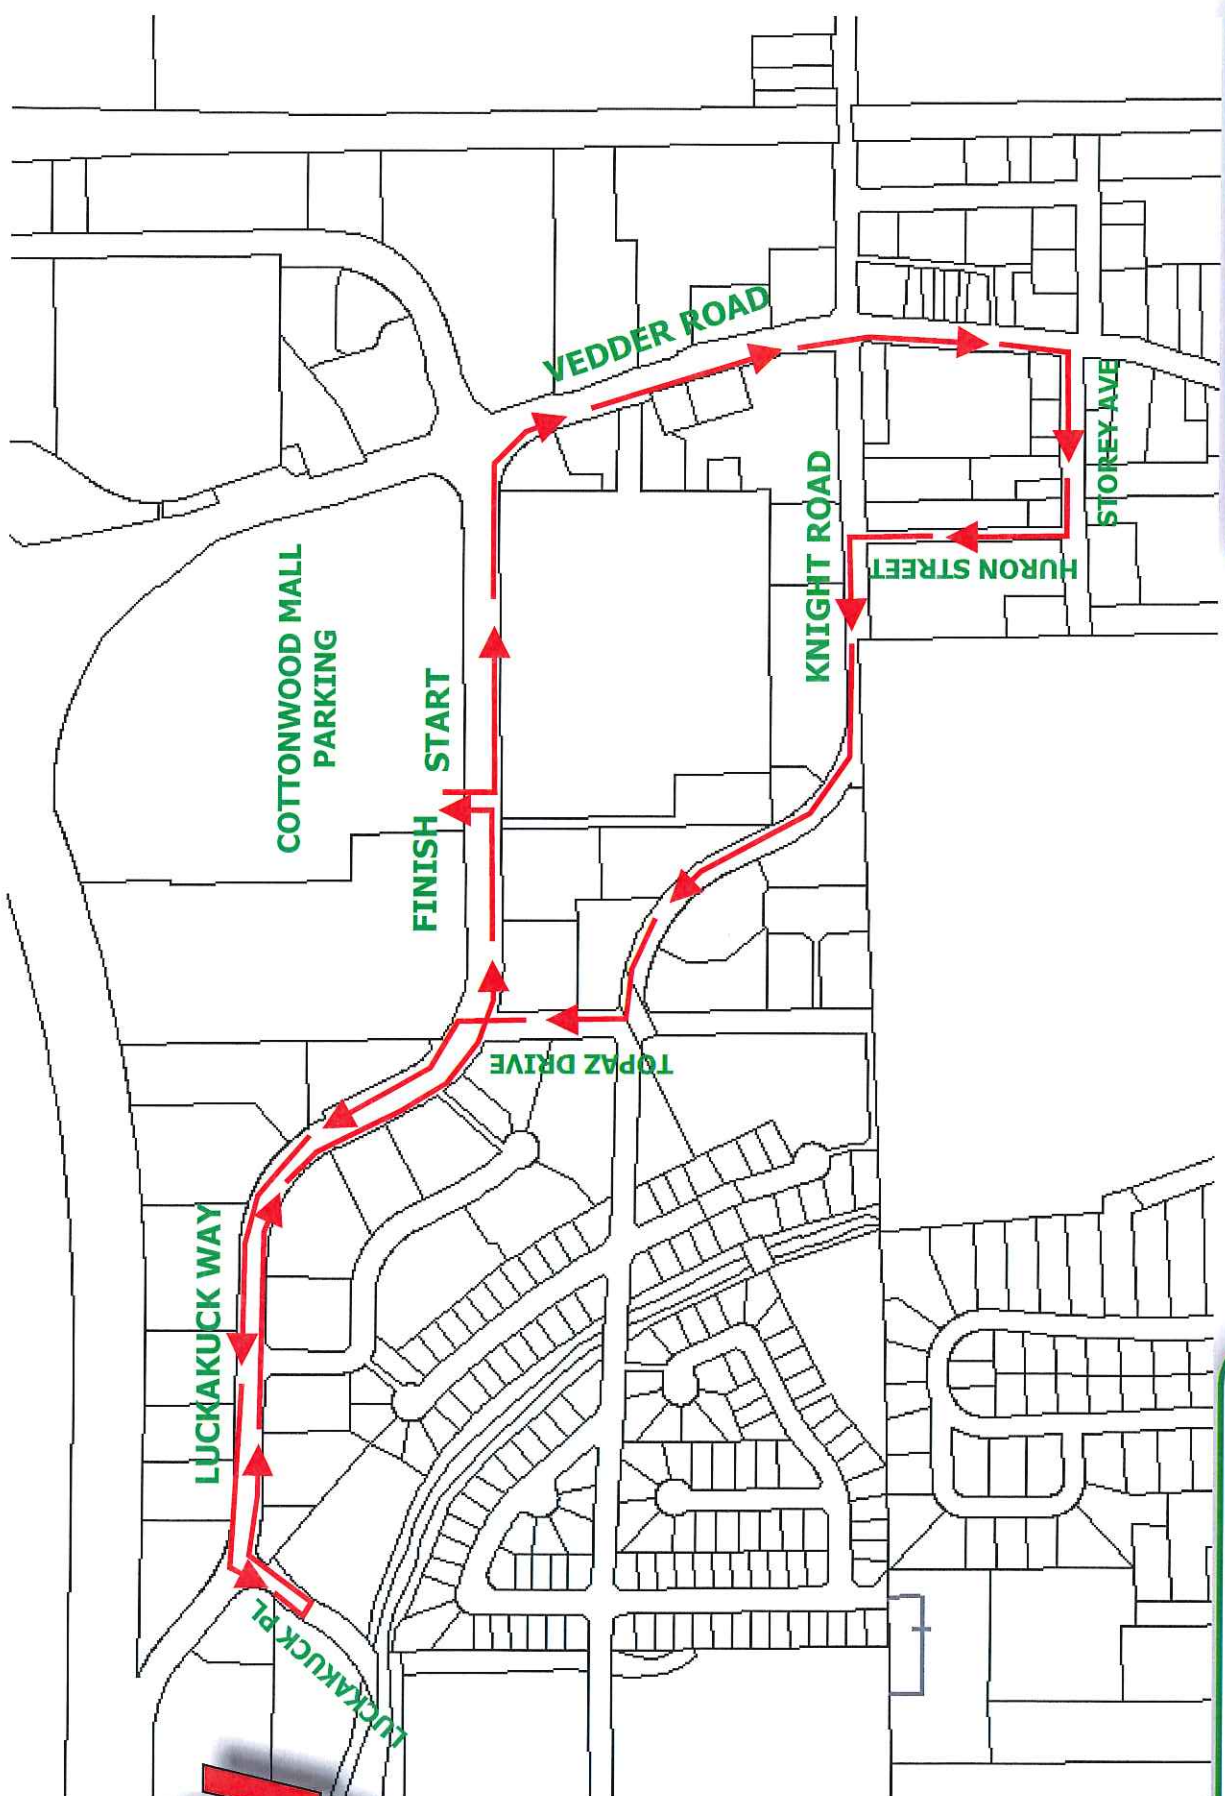 VEDDER ROAD
STOREY AVE
KNIGHT ROAD
HURON STREET
COTTONWOOD MALL
PARKING
START
FINISH
TOPAZ DRIVE
LUCKAKUCK WAY
LUCKAKUCK PL